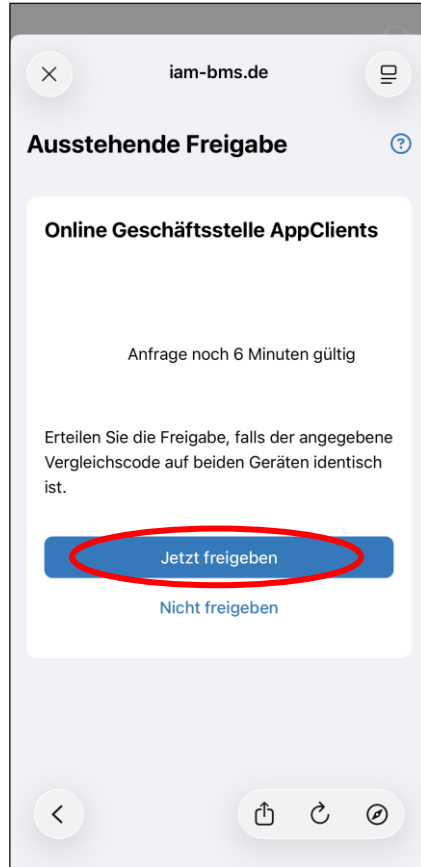 iam-bms.de
Ausstehende Freigabe
?
Online Geschäftsstelle AppClients
Anfrage noch 6 Minuten gültig
Erteilen Sie die Freigabe, falls der angegebene
Vergleichscode auf beiden Geräten identisch
ist.
Jetzt freigeben
Nicht freigeben